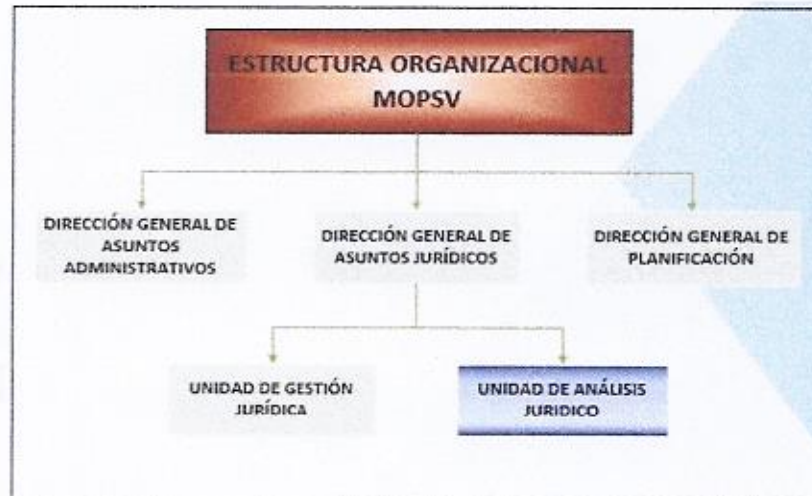 ESTRUCTURA ORGANIZACIONAL
MOPSV
DIRECCIÓN GENERAL DE
ASUNTOS
ADMINISTRATIVOS
DIRECCIÓN GENERAL DE
ASUNTOS JURÍDICOS
DIRECCIÓN GENERAL DE
PLANIFICACIÓN
UNIDAD DE GESTIÓN
JURÍDICA
UNIDAD DE ANÁLISIS
JURIDICO